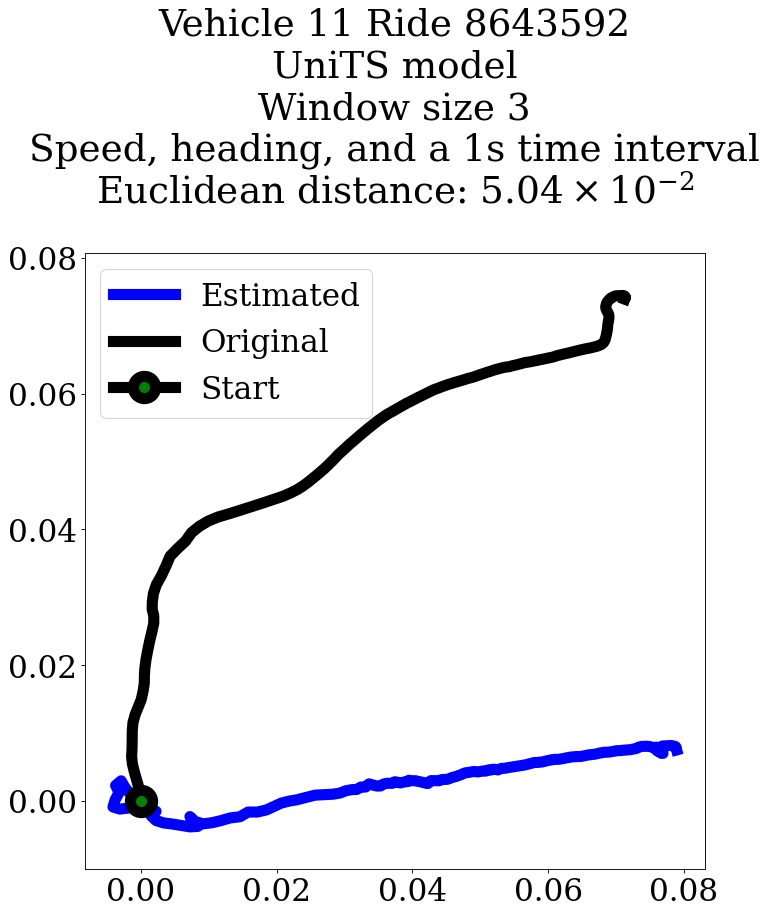 Vehicle 11 Ride 8643592
UniTS model
Window size 3
Speed, heading, and a 1s time interval
Euclidean distance: 5.04 × 10⁻²
0.08
Estimated
Original
0.06
Start
0.04
0.02
0.00
0.00 0.02 0.04 0.06 0.08